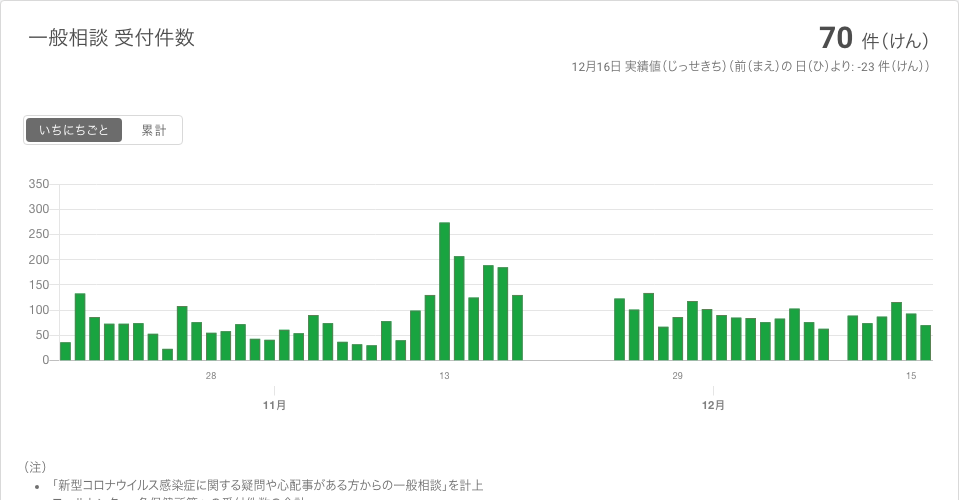 一般相談 受付件数
70 件（けん）
12月16日 実績値（じっせきち）（前（まえ）の 日（ひ）より: -23 件（けん））
いちにちごと 累計
350
300
250
200
150
100
50
0
28 13 29 15
11月 12月
（注）
• 「新型コロナウイルス感染症に関する疑問や心配事がある方からの一般相談」を計上